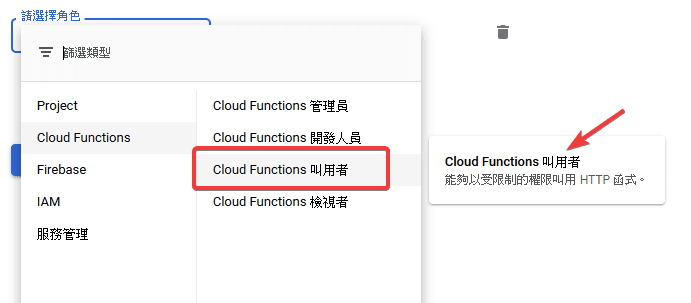 請選擇角色
篩選類型
Project
Cloud Functions
Firebase
IAM
服務管理
Cloud Functions 管理員
Cloud Functions 開發人員
Cloud Functions 叫用者
Cloud Functions 檢視者
Cloud Functions 叫用者
能夠以受限制的權限叫用 HTTP 函式。